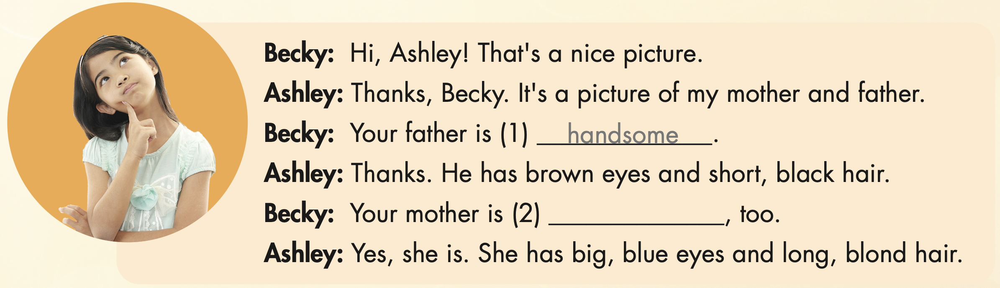 Becky: Hi, Ashley! That's a nice picture.
Ashley: Thanks, Becky. It's a picture of my mother and father.
Becky: Your father is (1) handsome.
Ashley: Thanks. He has brown eyes and short, black hair.
Becky: Your mother is (2) ____________, too.
Ashley: Yes, she is. She has big, blue eyes and long, blond hair.